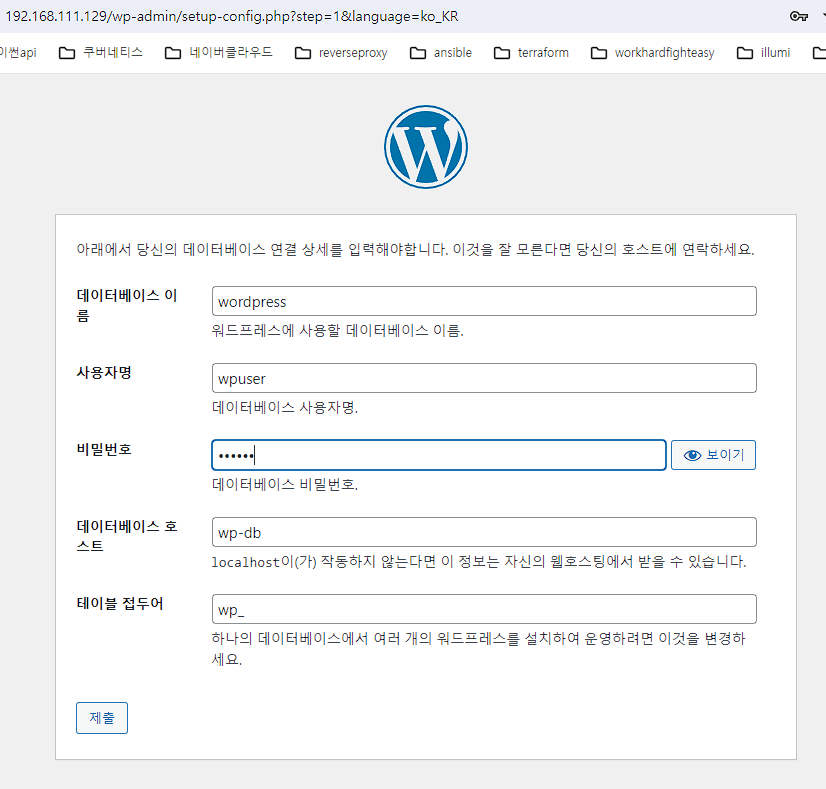 192.168.111.129/wp-admin/setup-config.php?step=1&language=ko_KR
이썬api 쿠버네티스 네이버클라우드 reverseproxy ansible terraform workhardfighteasy illumi
아래에서 당신의 데이터베이스 연결 상세를 입력해야합니다. 이것을 잘 모른다면 당신의 호스트에 연락하세요.
데이터베이스 이
름
wordpress
워드프레스에 사용할 데이터베이스 이름.
사용자명
wpuser
데이터베이스 사용자명.
비밀번호
••••••
보이기
데이터베이스 비밀번호.
데이터베이스 호
스트
wp-db
localhost이(가) 작동하지 않는다면 이 정보는 자신의 웹호스팅에서 받을 수 있습니다.
테이블 접두어
wp_
하나의 데이터베이스에서 여러 개의 워드프레스를 설치하여 운영하려면 이것을 변경하
세요.
제출